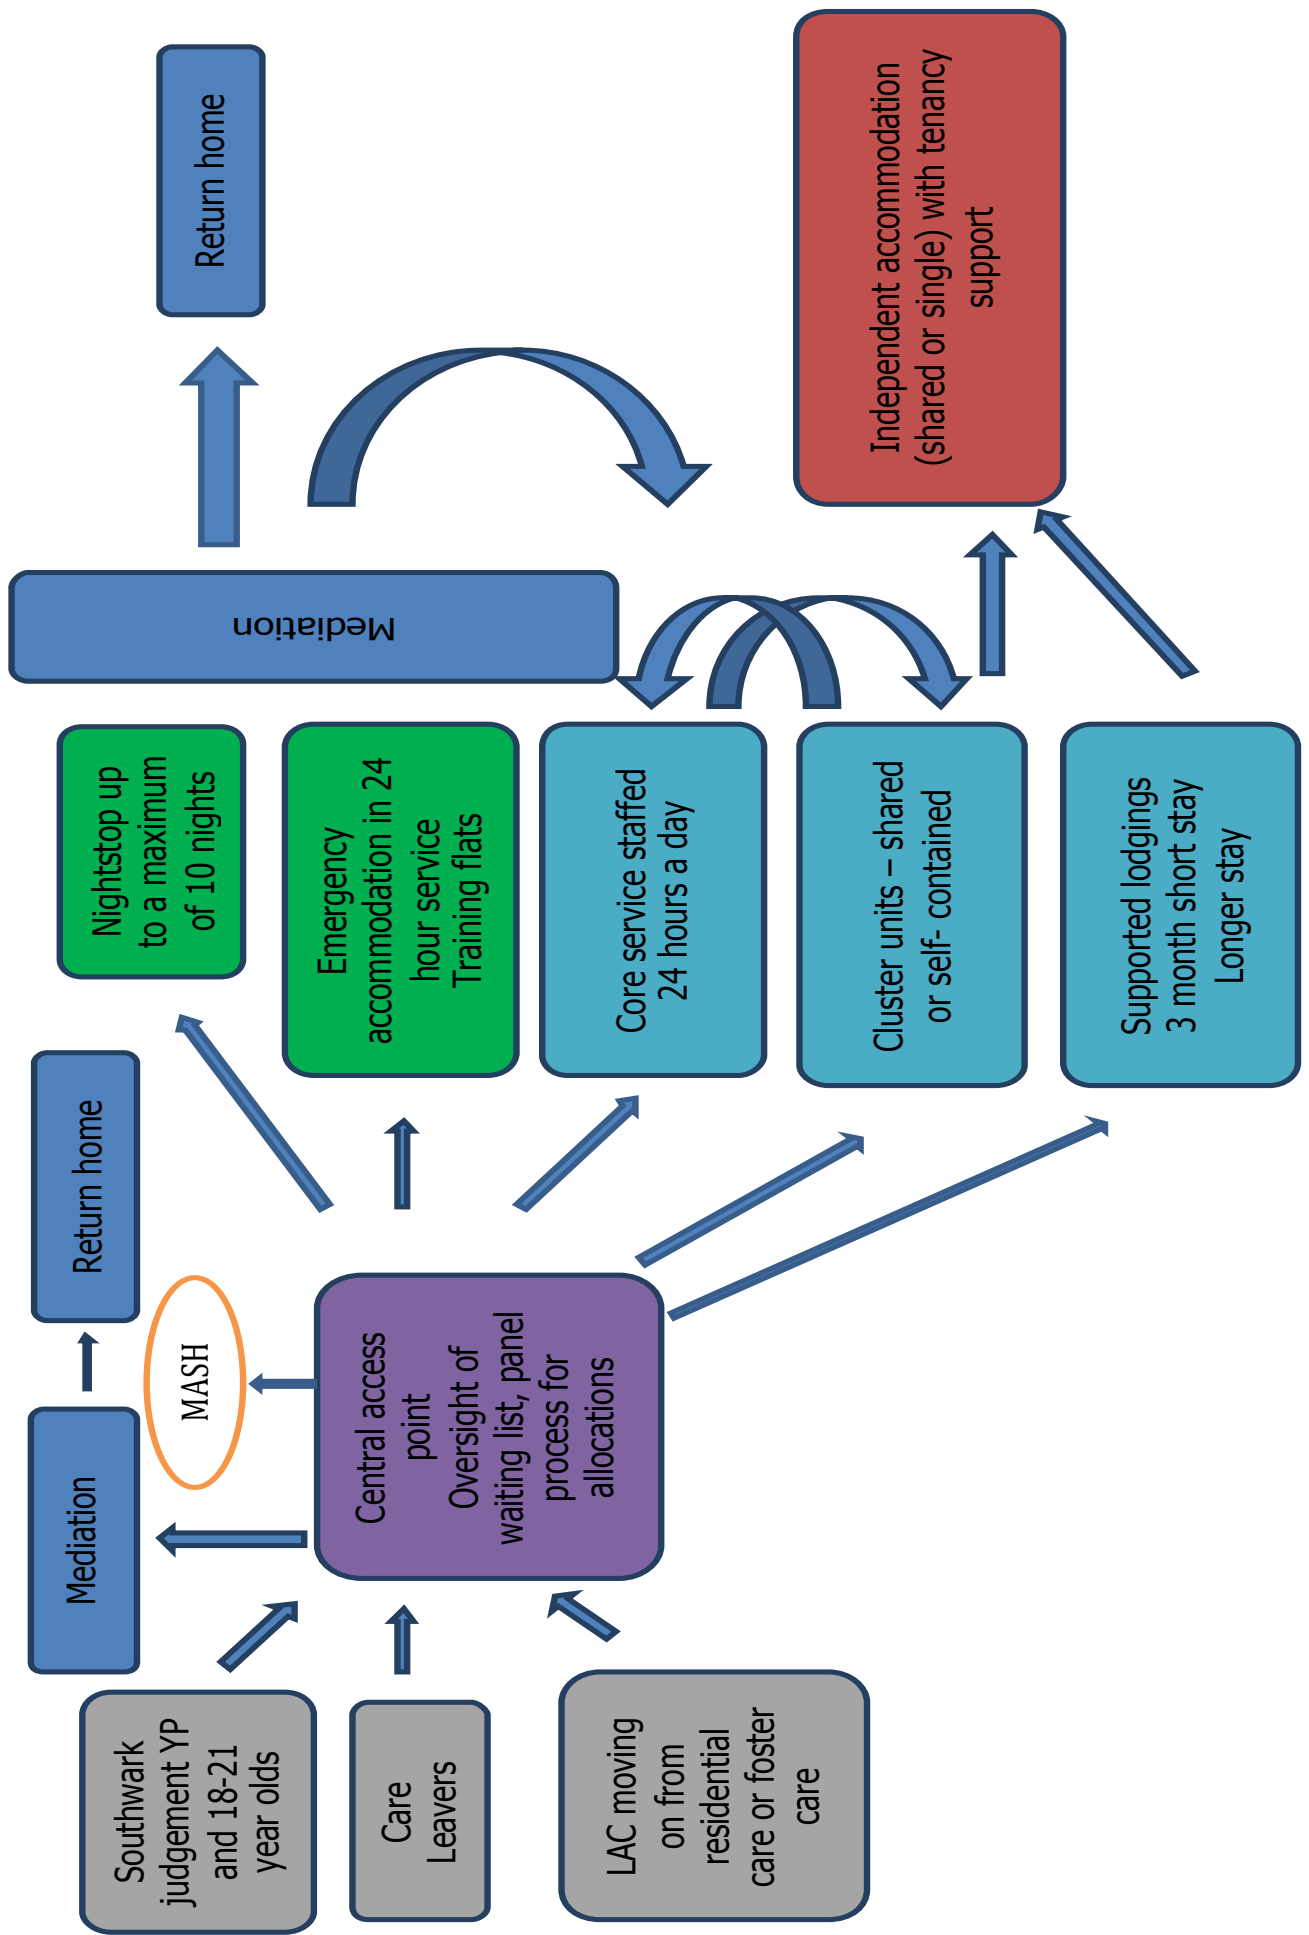 Southwark
judgement YP
and 18-21
year olds
Care
Leavers
LAC moving
on from
residential
care or foster
care
Mediation
Return home
MASH
Central access
point
Oversight of
waiting list, panel
process for
allocations
Nightstop up
to a maximum
of 10 nights
Emergency
accommodation in 24
hour service
Training flats
Core service staffed
24 hours a day
Cluster units – shared
or self- contained
Supported lodgings
3 month short stay
Longer stay
Mediation
Return home
Independent accommodation
(shared or single) with tenancy
support